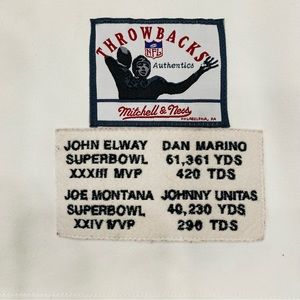 THROWBACKS
NFL
Authentics
Mitchell & Ness
PHILADELPHIA, PA
JOHN ELWAY DAN MARINO
SUPERBOWL 61,361 YDS
XXXIII MVP 420 TDS
JOE MONTANA JOHNNY UNITAS
SUPERBOWL 40,230 YDS
XXIV MVP 290 TDS